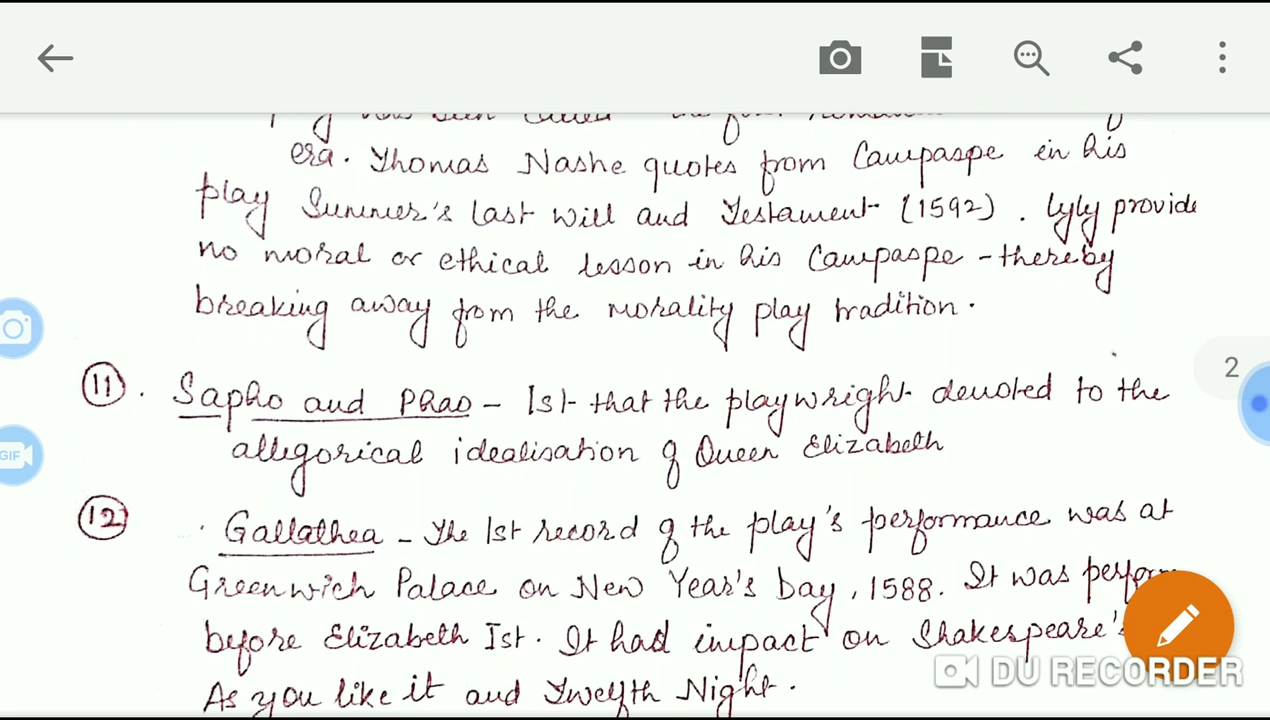 era. Thomas Nashe quotes from Campaspe in his
play Summer's last will and Testament (1592). Lyly provide
no moral or ethical lesson in his Campaspe - thereby
breaking away from the morality play tradition.
2
11. Sapho and Phao - Ist that the playwright devoted to the
allegorical idealisation of Queen Elizabeth
GIF
12 Gallathea - The 1st record of the play's performance was at
Greenwich Palace on New Year's Day, 1588. It was perform
before Elizabeth Ist. It had impact on Shakespeare's
DU RECORDER
As you like it and Twelfth Night.